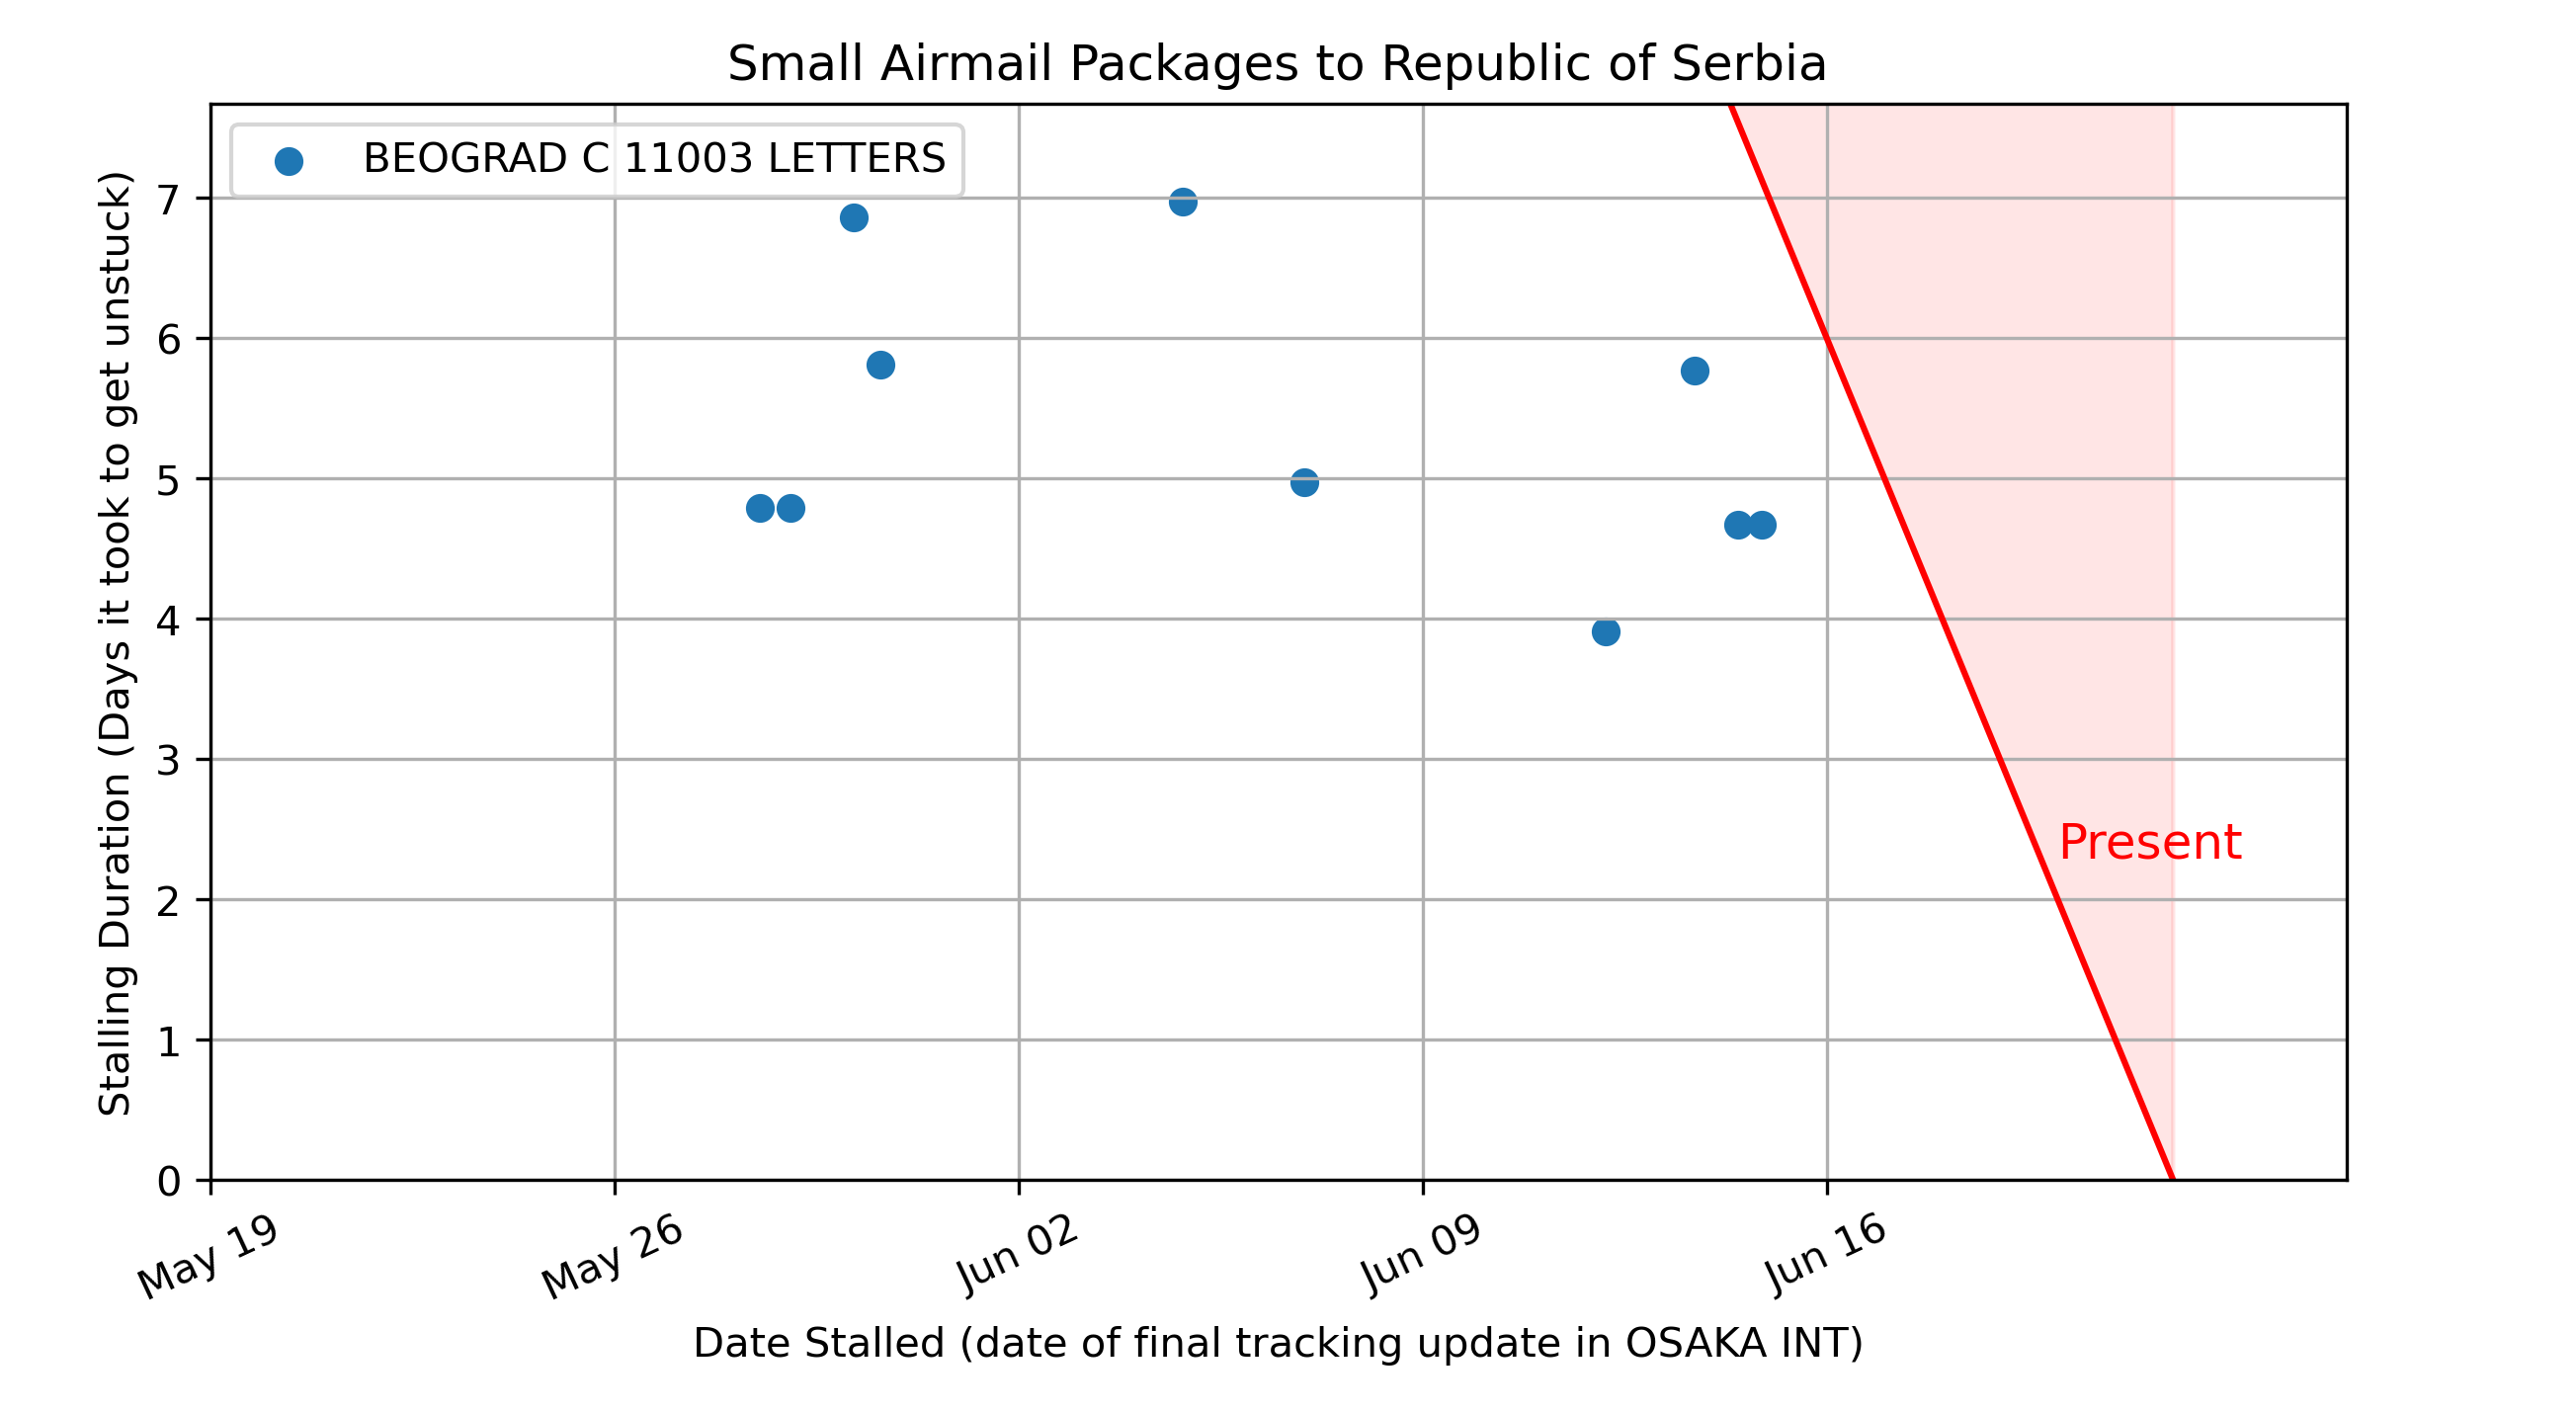 Small Airmail Packages to Republic of Serbia
BEOGRAD C 11003 LETTERS
Stalling Duration (Days it took to get unstuck)
7
6
5
4
3
2
1
0
Present
May 19
May 26
Jun 02
Jun 09
Jun 16
Date Stalled (date of final tracking update in OSAKA INT)